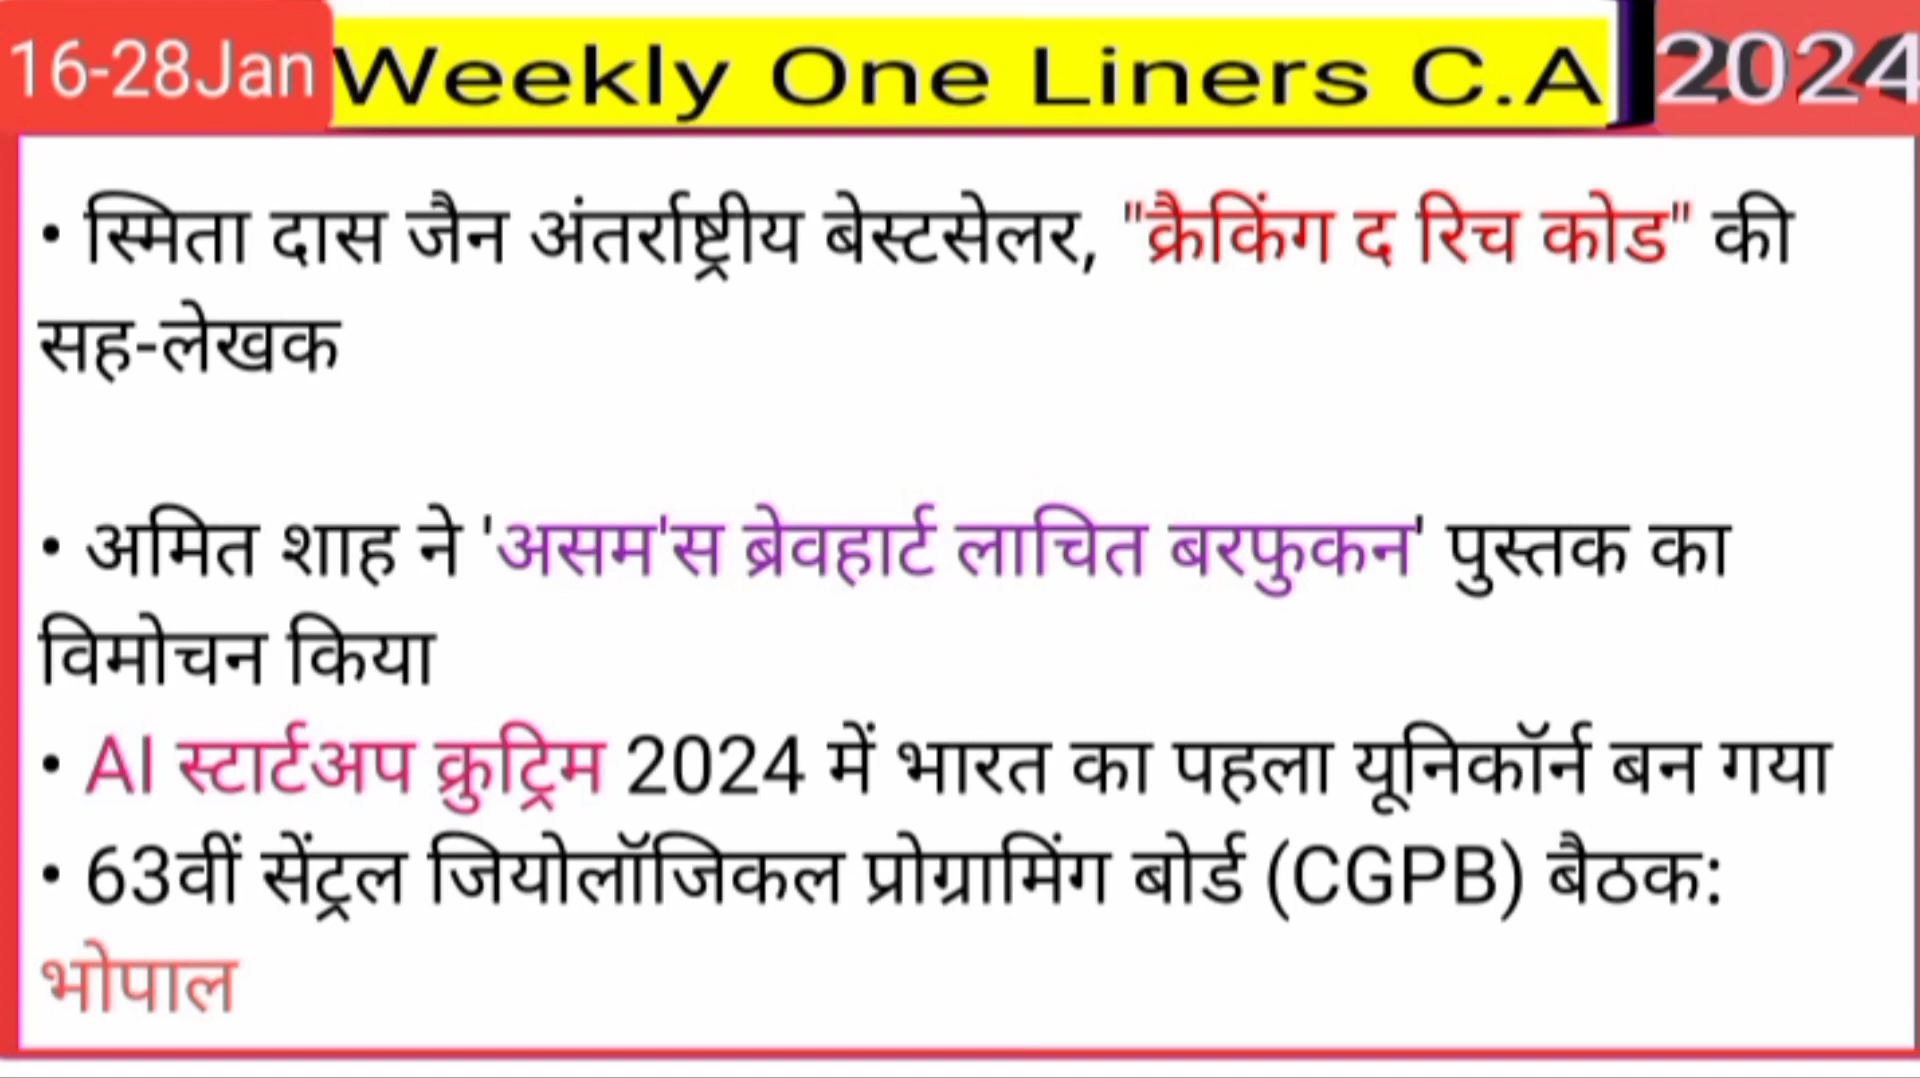 16-28Jan Weekly One Liners C.A 2024
• स्मिता दास जैन अंतर्राष्ट्रीय बेस्टसेलर, "क्रैकिंग द रिच कोड" की
सह-लेखक
• अमित शाह ने 'असम'स ब्रेवहार्ट लाचित बरफुकन' पुस्तक का
विमोचन किया
• AI स्टार्टअप क्रुट्रिम 2024 में भारत का पहला यूनिकॉर्न बन गया
• 63वीं सेंट्रल जियोलॉजिकल प्रोग्रामिंग बोर्ड (CGPB) बैठक:
भोपाल